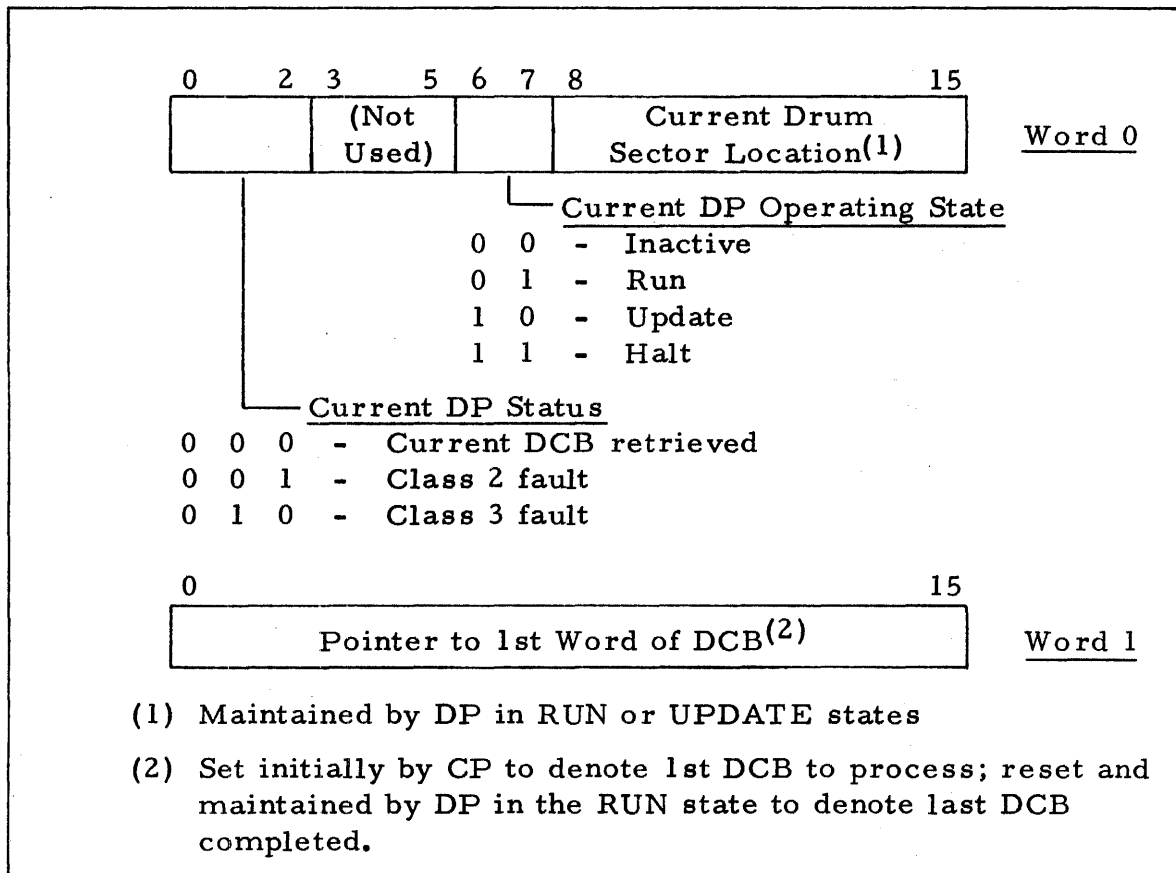 0 2 3 5 6 7 8 15
(Not Used)
Current Drum Sector Location(1)
Word 0
Current DP Operating State
0 0 - Inactive
0 1 - Run
1 0 - Update
1 1 - Halt
Current DP Status
0 0 0 - Current DCB retrieved
0 0 1 - Class 2 fault
0 1 0 - Class 3 fault
0 15
Pointer to 1st Word of DCB(2)
Word 1
(1) Maintained by DP in RUN or UPDATE states
(2) Set initially by CP to denote 1st DCB to process; reset and
maintained by DP in the RUN state to denote last DCB
completed.